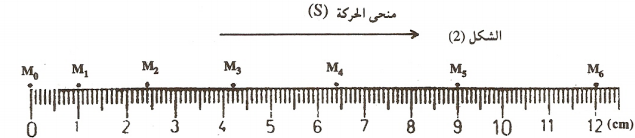 منحى الحركة (S)
الشكل (2)
M₀ M₁ M₂ M₃ M₄ M₅ M₆
0 1 2 3 4 5 6 7 8 9 10 11 12 (cm)